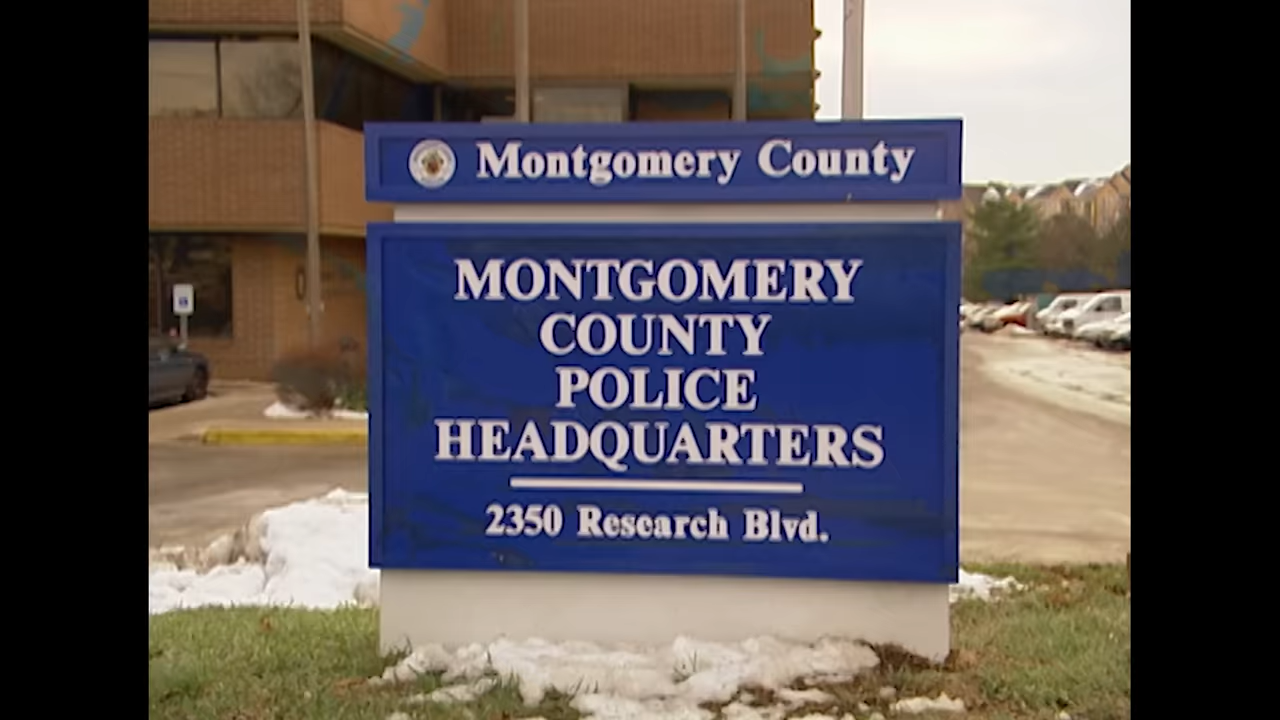 Montgomery County
MONTGOMERY
COUNTY
POLICE
HEADQUARTERS
2350 Research Blvd.